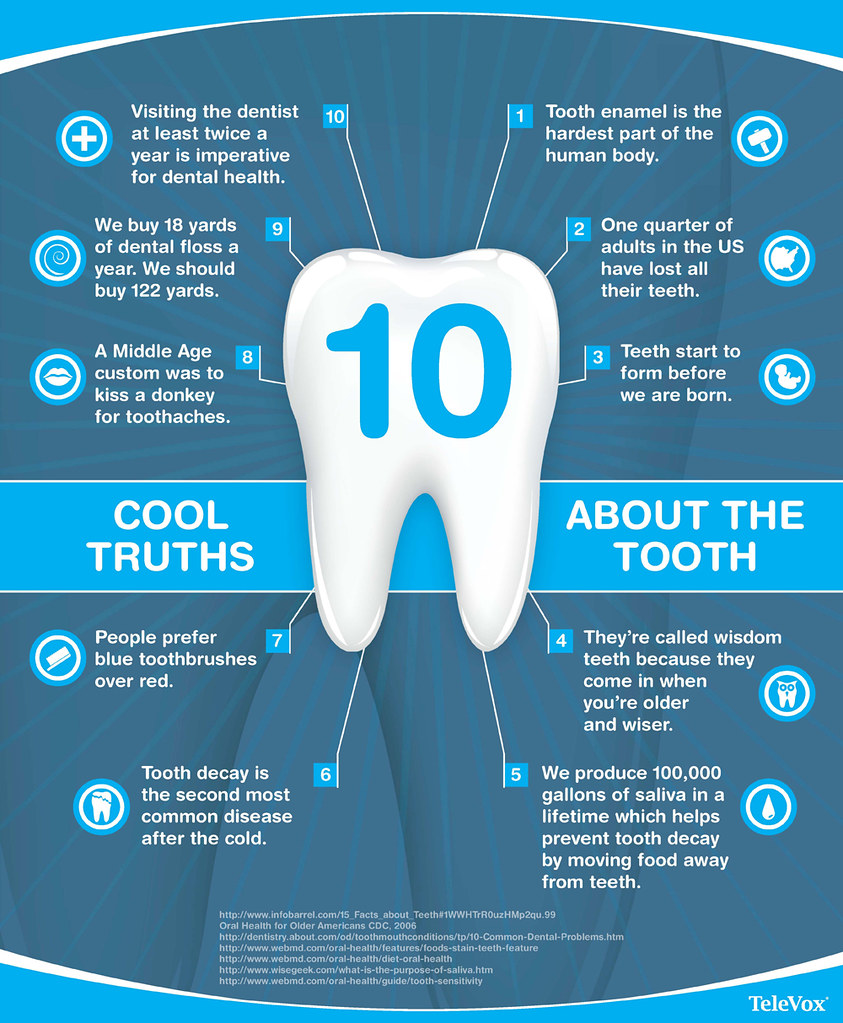 10
Visiting the dentist
at least twice a
year is imperative
for dental health.
1
Tooth enamel is the
hardest part of the
human body.
9
We buy 18 yards
of dental floss a
year. We should
buy 122 yards.
2
One quarter of
adults in the US
have lost all
their teeth.
8
A Middle Age
custom was to
kiss a donkey
for toothaches.
3
Teeth start to
form before
we are born.
10
COOL
TRUTHS
ABOUT THE
TOOTH
7
People prefer
blue toothbrushes
over red.
4
They're called wisdom
teeth because they
come in when
you're older
and wiser.
6
Tooth decay is
the second most
common disease
after the cold.
5
We produce 100,000
gallons of saliva in a
lifetime which helps
prevent tooth decay
by moving food away
from teeth.
http://www.infobarrel.com/15_Facts_about_Teeth#1WWHTrR0uzHMp2qu.99
Oral Health for Older Americans CDC, 2006
http://dentistry.about.com/od/toothmouthconditions/tp/10-Common-Dental-Problems.htm
http://www.webmd.com/oral-health/features/foods-stain-teeth-feature
http://www.webmd.com/oral-health/diet-oral-health
http://www.wisegeek.com/what-is-the-purpose-of-saliva.htm
http://www.webmd.com/oral-health/guide/tooth-sensitivity
TeleVox